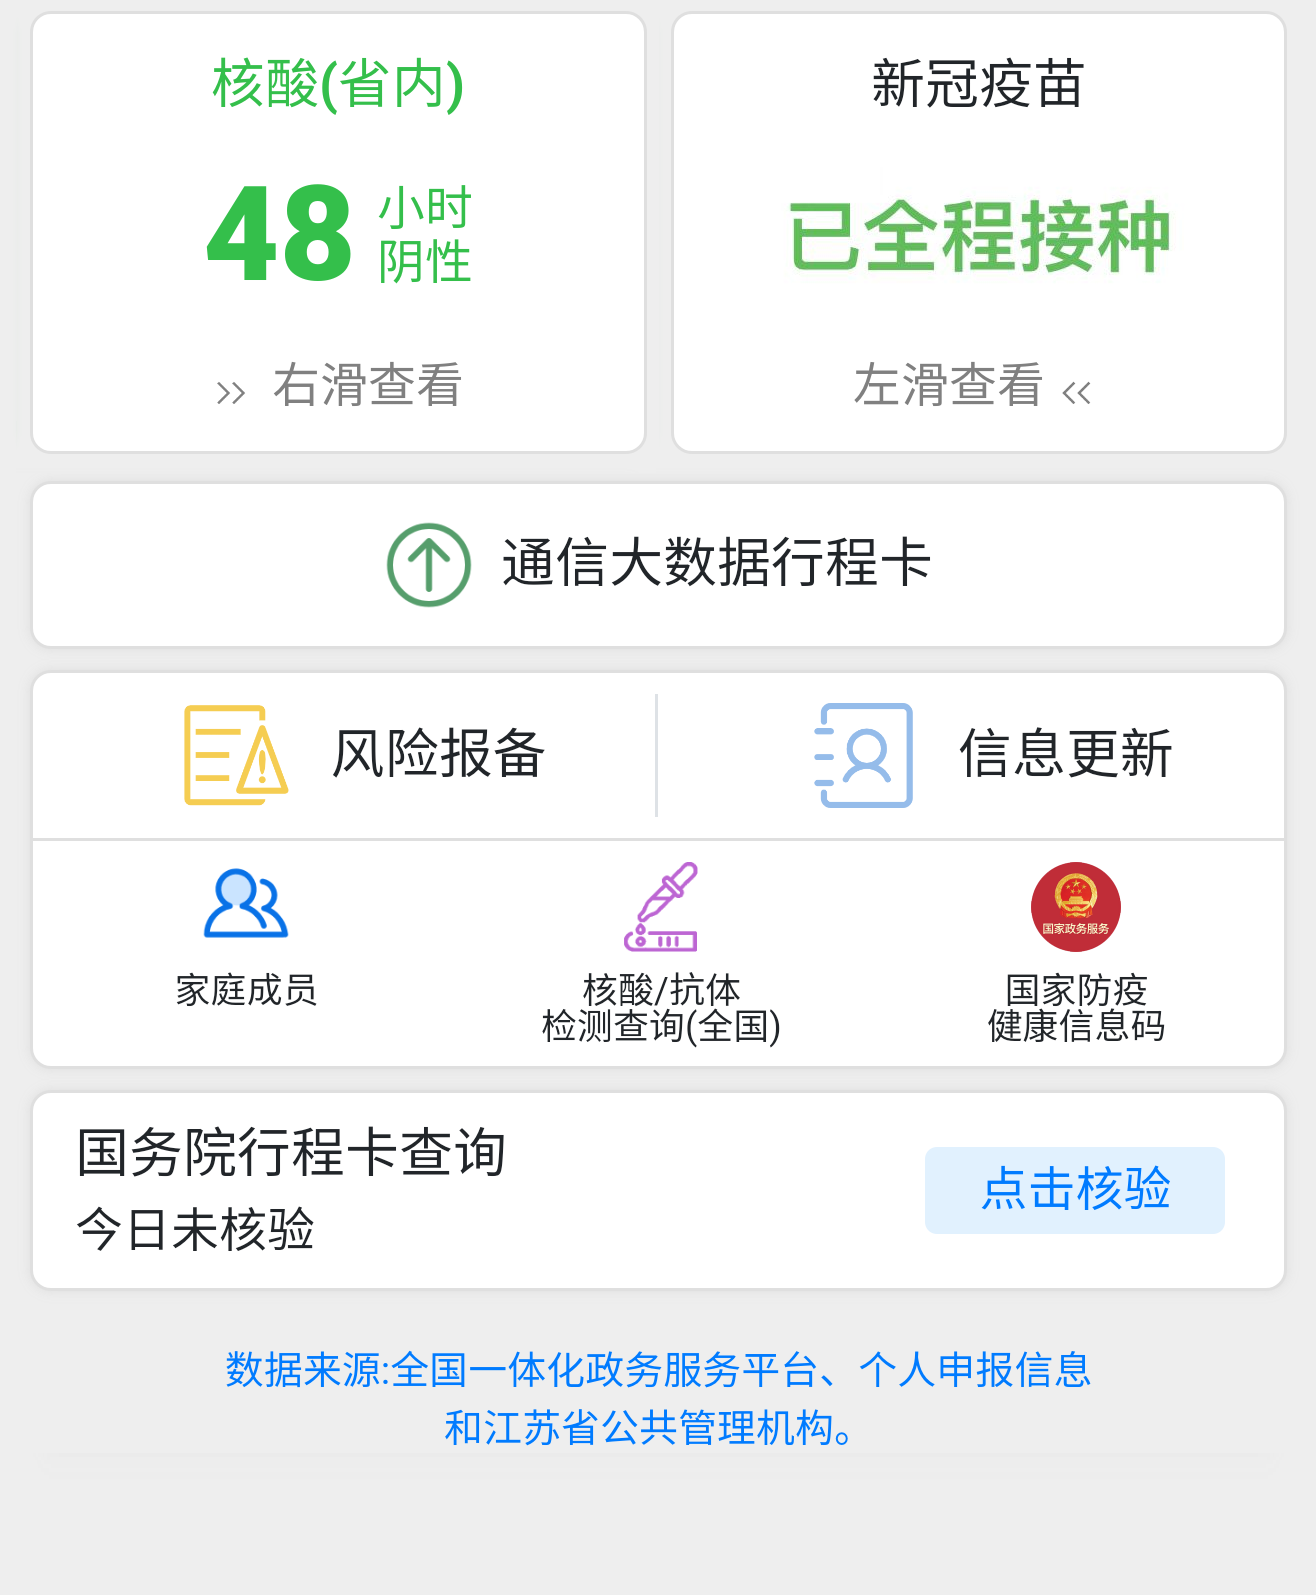 核酸(省内)
48 小时
阴性
右滑查看
新冠疫苗
已全程接种
左滑查看
通信大数据行程卡
风险报备
信息更新
家庭成员
核酸/抗体
检测查询(全国)
国家政务服务
国家防疫
健康信息码
国务院行程卡查询
今日未核验
点击核验
数据来源:全国一体化政务服务平台、个人申报信息
和江苏省公共管理机构。